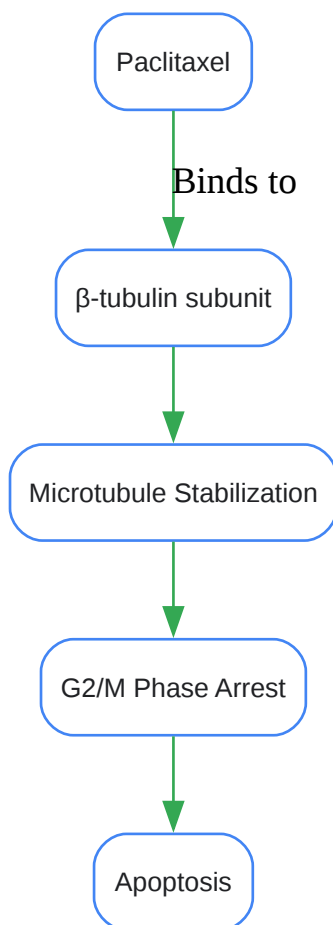 Paclitaxel
Binds to
β-tubulin subunit
Microtubule Stabilization
G2/M Phase Arrest
Apoptosis